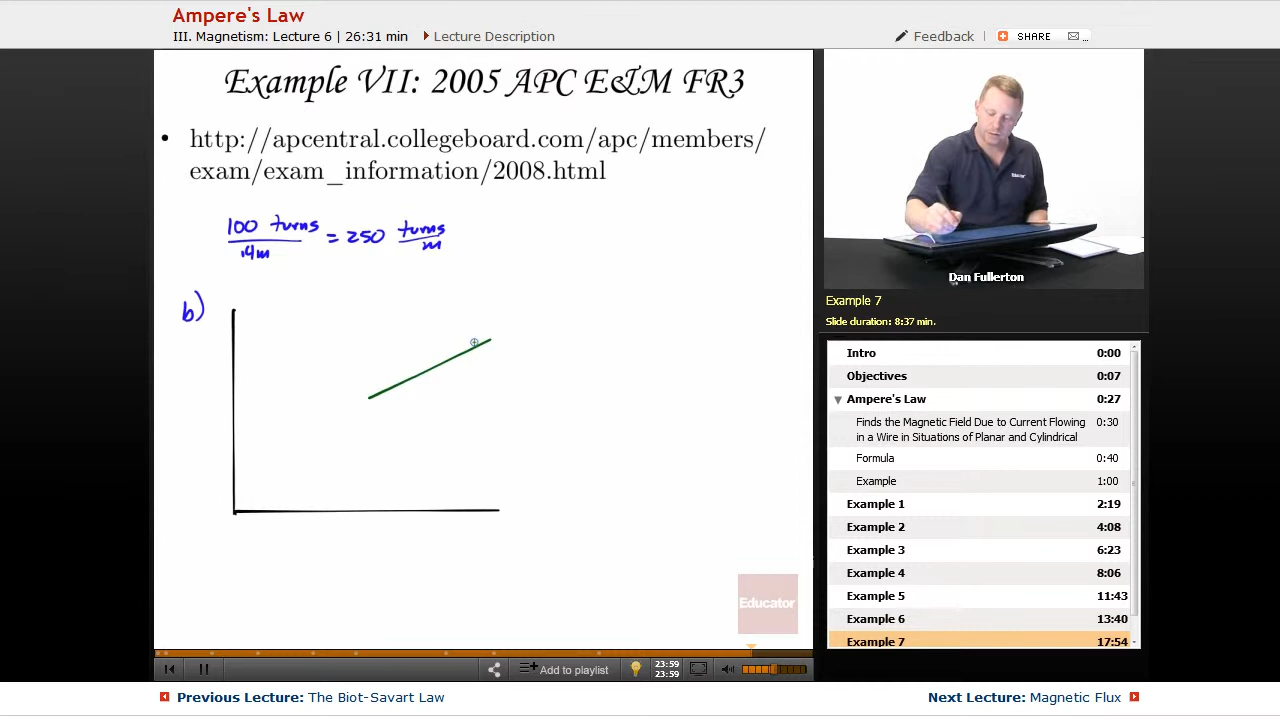 Ampere's Law
III. Magnetism: Lecture 6 | 26:31 min
Lecture Description
Feedback
SHARE
Example VII: 2005 APC E&M FR3
• http://apcentral.collegeboard.com/apc/members/
exam/exam_information/2008.html
100 turns
.4m
= 250 turns
m
b)
Educator
Dan Fullerton
Example 7
Slide duration: 8:37 min.
Intro 0:00
Objectives 0:07
Ampere's Law 0:27
Finds the Magnetic Field Due to Current Flowing 0:30
in a Wire in Situations of Planar and Cylindrical
Formula 0:40
Example 1:00
Example 1 2:19
Example 2 4:08
Example 3 6:23
Example 4 8:06
Example 5 11:43
Example 6 13:40
Example 7 17:54
Educator
Add to playlist
23:59
23:59
Previous Lecture: The Biot-Savart Law
Next Lecture: Magnetic Flux